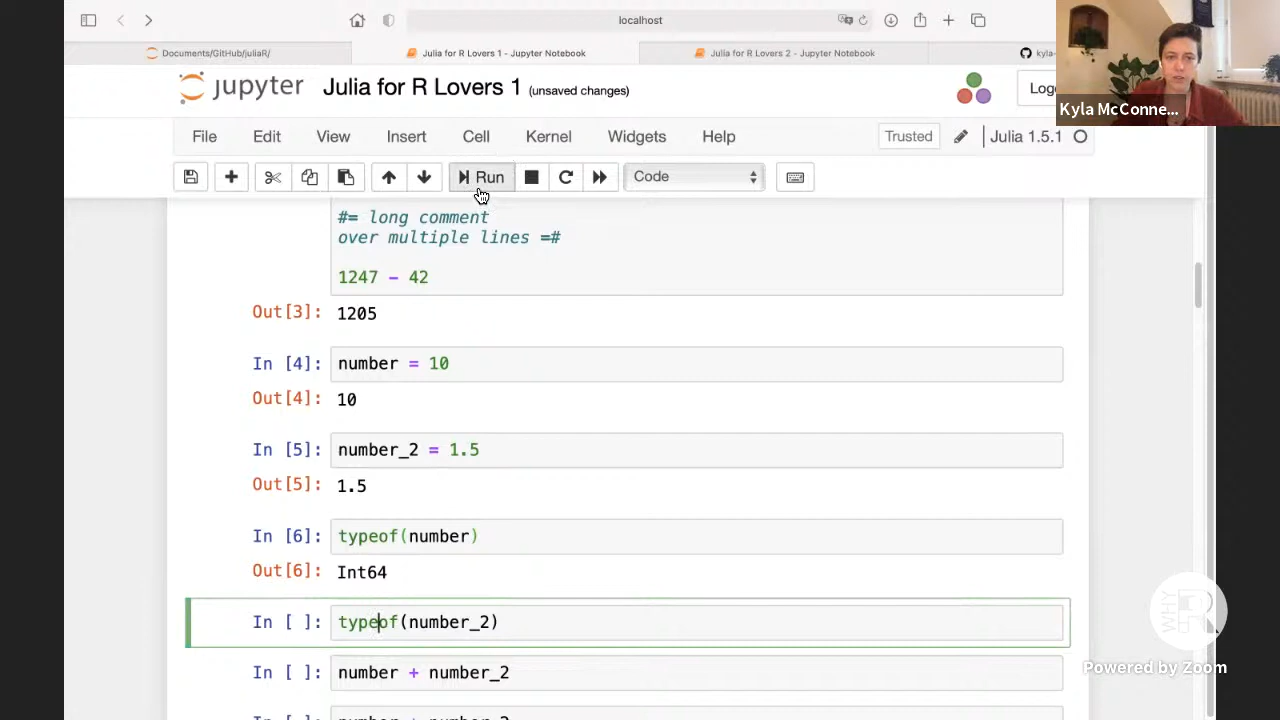 localhost
Documents/GitHub/juliaR/
Julia for R Lovers 1 - Jupyter Notebook
Julia for R Lovers 2 - Jupyter Notebook
kyla-
jupyter Julia for R Lovers 1 (unsaved changes)
Kyla McConne...
File Edit View Insert Cell Kernel Widgets Help Trusted Julia 1.5.1
Run Code
#= long comment
over multiple lines =#
1247 - 42
Out[3]: 1205
In [4]: number = 10
Out[4]: 10
In [5]: number_2 = 1.5
Out[5]: 1.5
In [6]: typeof(number)
Out[6]: Int64
In [ ]: typeof(number_2)
In [ ]: number + number_2
WHY R
Powered by Zoom